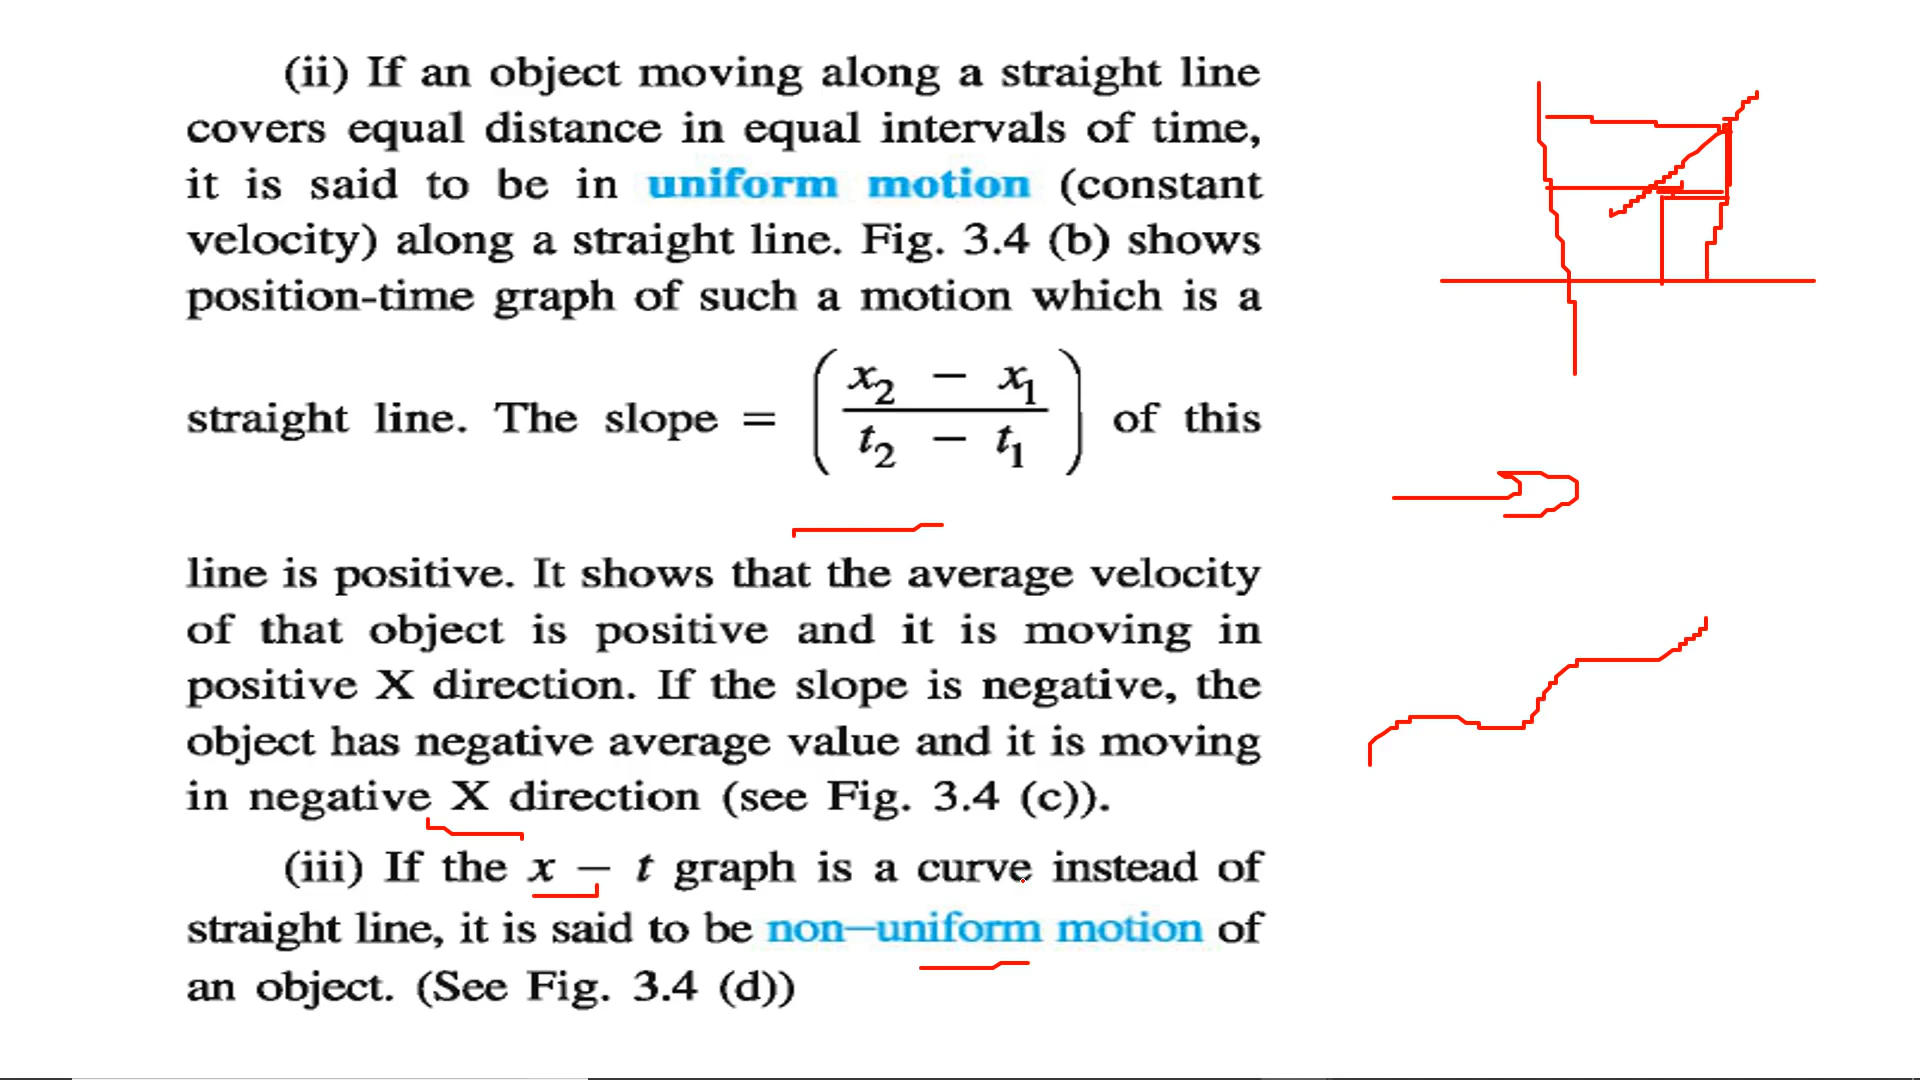 (ii) If an object moving along a straight line
covers equal distance in equal intervals of time,
it is said to be in uniform motion (constant
velocity) along a straight line. Fig. 3.4 (b) shows
position-time graph of such a motion which is a
straight line. The slope = (x₂ − x₁ / t₂ − t₁) of this
line is positive. It shows that the average velocity
of that object is positive and it is moving in
positive X direction. If the slope is negative, the
object has negative average value and it is moving
in negative X direction (see Fig. 3.4 (c)).
(iii) If the x − t graph is a curve instead of
straight line, it is said to be non−uniform motion of
an object. (See Fig. 3.4 (d))